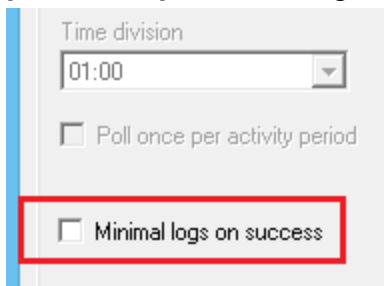 Time division
01:00
Poll once per activity period
Minimal logs on success